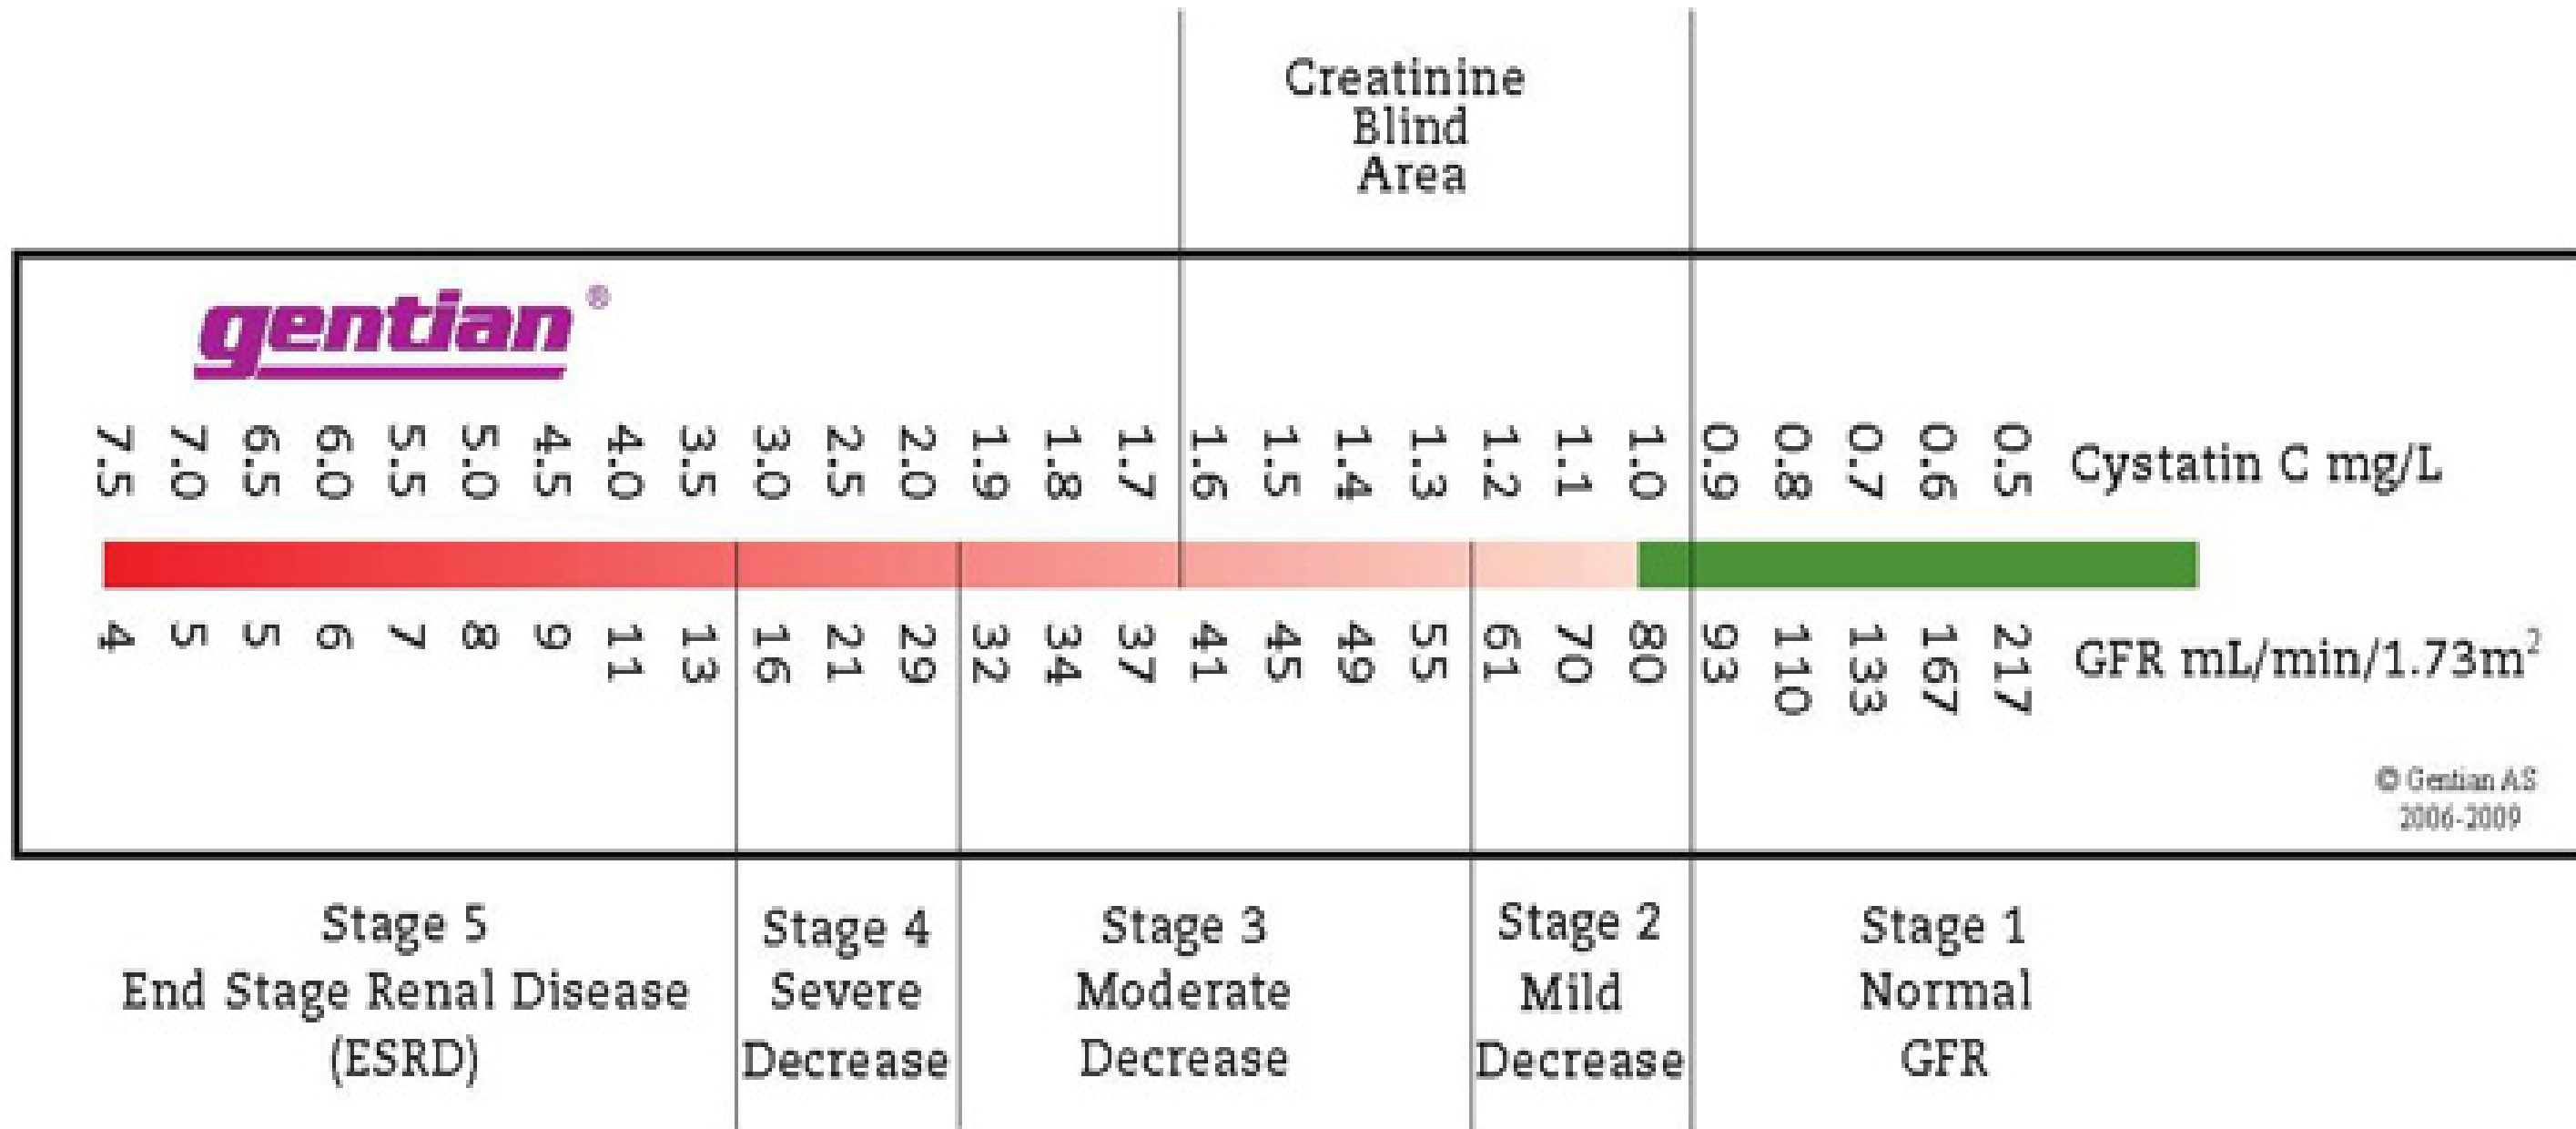 Creatinine
Blind
Area
gentian®
7.5 7.0 6.5 6.0 5.5 5.0 4.5 4.0 3.5 3.0 2.5 2.0 1.9 1.8 1.7 1.6 1.5 1.4 1.3 1.2 1.1 1.0 0.9 0.8 0.7 0.6 0.5 Cystatin C mg/L
4 5 5 6 7 8 9 11 13 16 21 29 32 34 37 41 45 49 55 61 70 80 93 110 133 167 217 GFR mL/min/1.73m²
© Gentian AS
2006-2009
Stage 5
End Stage Renal Disease
(ESRD)
Stage 4
Severe
Decrease
Stage 3
Moderate
Decrease
Stage 2
Mild
Decrease
Stage 1
Normal
GFR